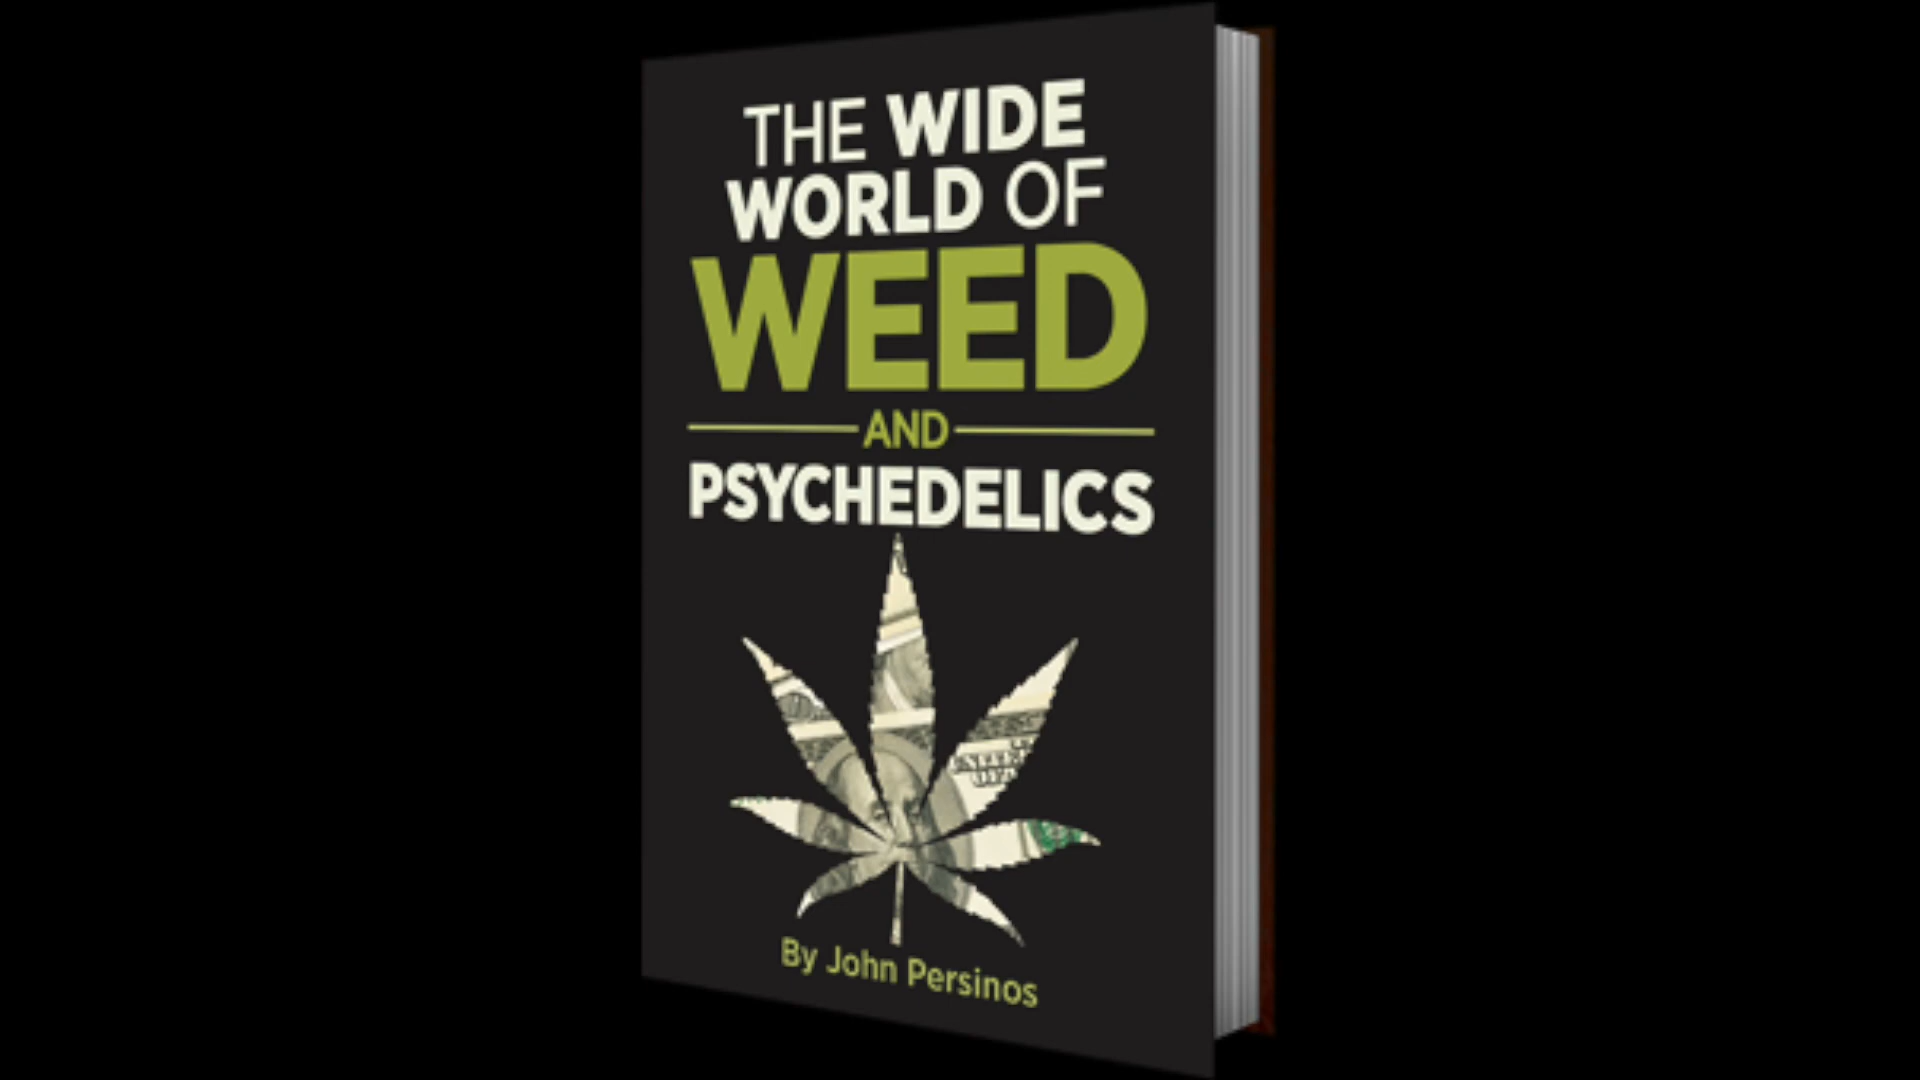 THE WIDE
WORLD OF
WEED
AND
PSYCHEDELICS
By John Persinos